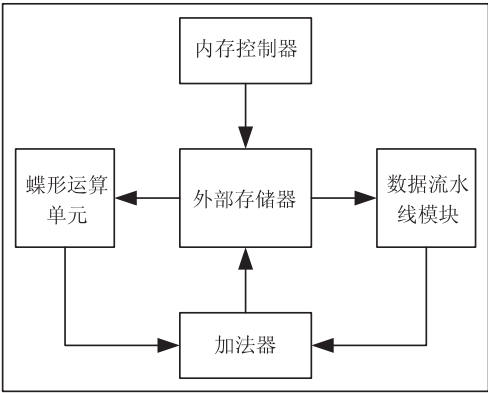 内存控制器
蝶形运算
单元
外部存储器
数据流水
线模块
加法器